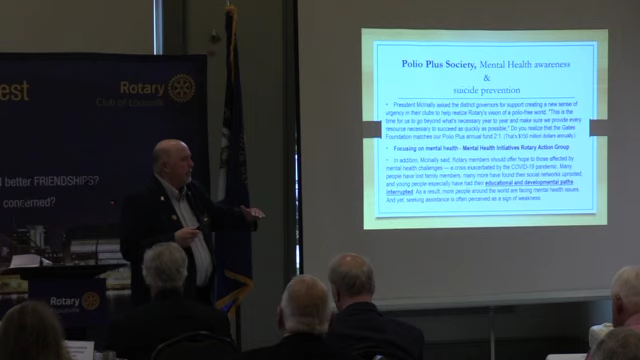 est
Rotary
Club of Louisville
d better FRIENDSHIPS?
concerned?
Rotary
Polio Plus Society, Mental Health awareness
&
suicide prevention
• President McInally asked the district governors for support creating a new sense of
urgency in their clubs to help realize Rotary's vision of a polio-free world. "This is the
time for us to go beyond what's necessary year to year and make sure we provide every
resource necessary to succeed as quickly as possible," Do you realize that the Gates
Foundation matches our Polio Plus annual fund 2:1. (That's $150 million dollars annually)
• Focusing on mental health - Mental Health Initiatives Rotary Action Group
• In addition, McInally said, Rotary members should offer hope to those affected by
mental health challenges — a crisis exacerbated by the COVID-19 pandemic. Many
people have lost family members, many more have found their social networks uprooted, and
young people especially have had their educational and developmental paths
interrupted. As a result, more people around the world are facing mental health issues.
And yet, seeking assistance is often perceived as a sign of weakness.